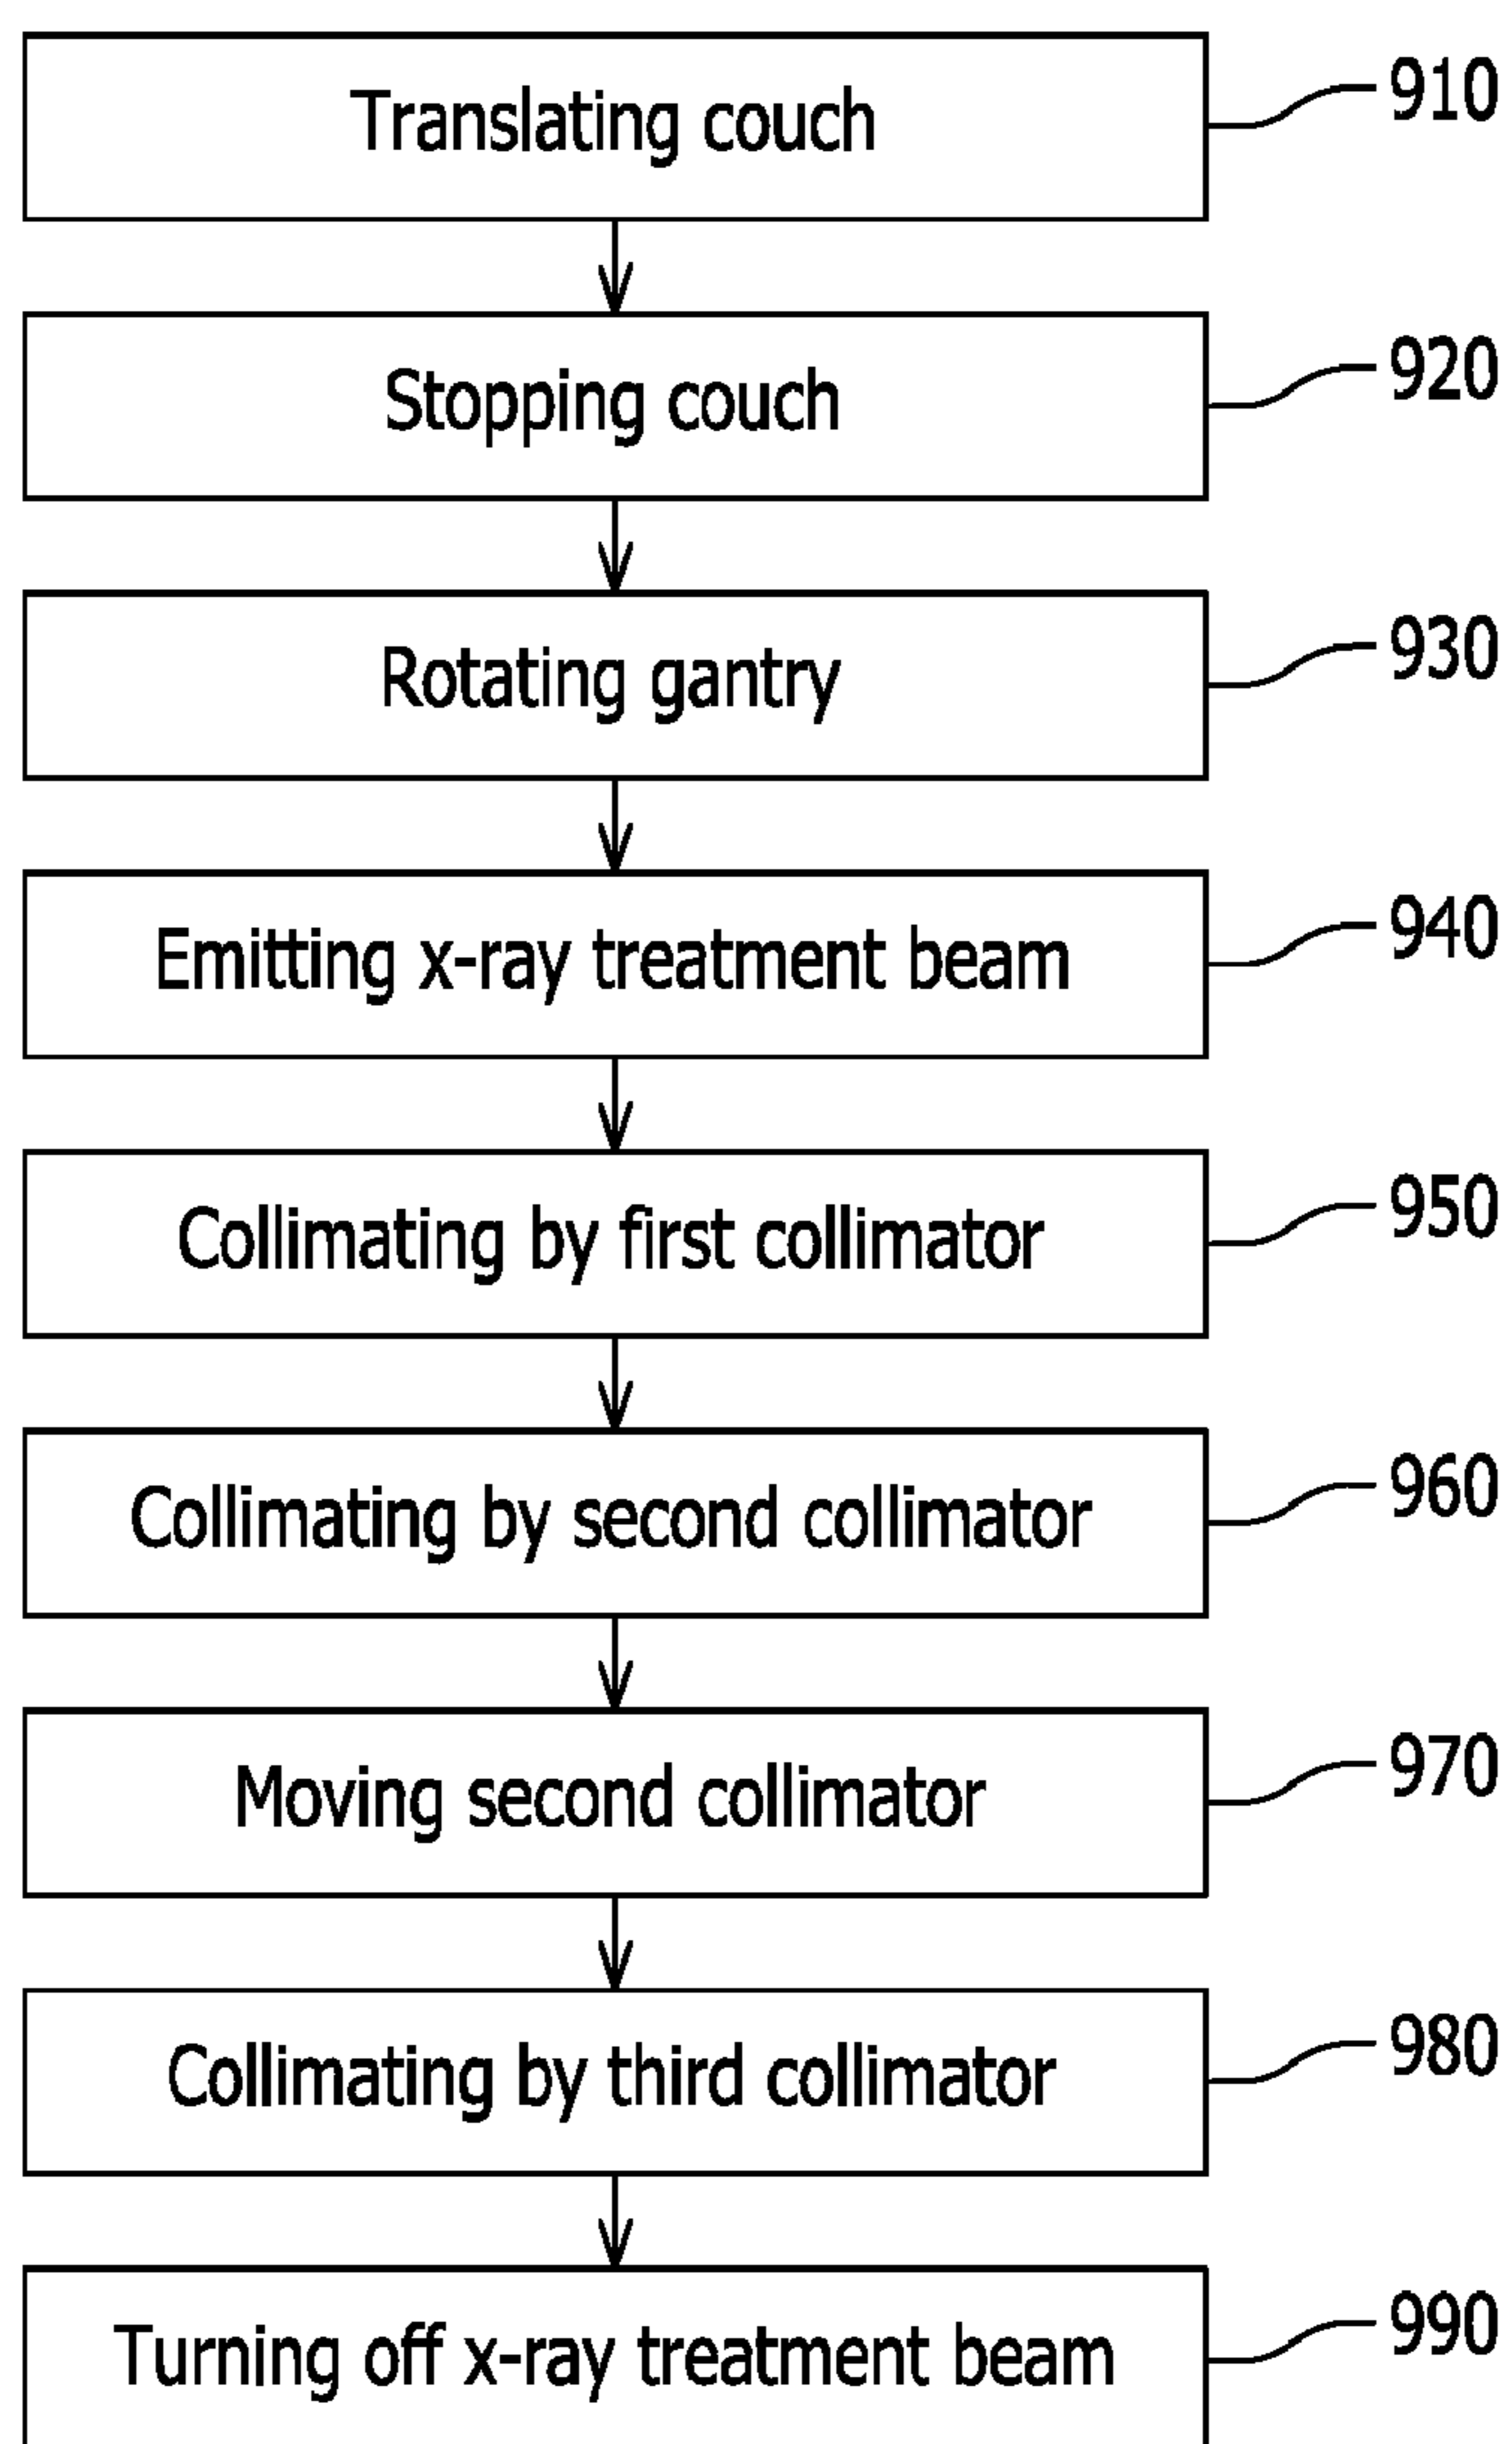 Translating couch 910
Stopping couch 920
Rotating gantry 930
Emitting x-ray treatment beam 940
Collimating by first collimator 950
Collimating by second collimator 960
Moving second collimator 970
Collimating by third collimator 980
Turning off x-ray treatment beam 990